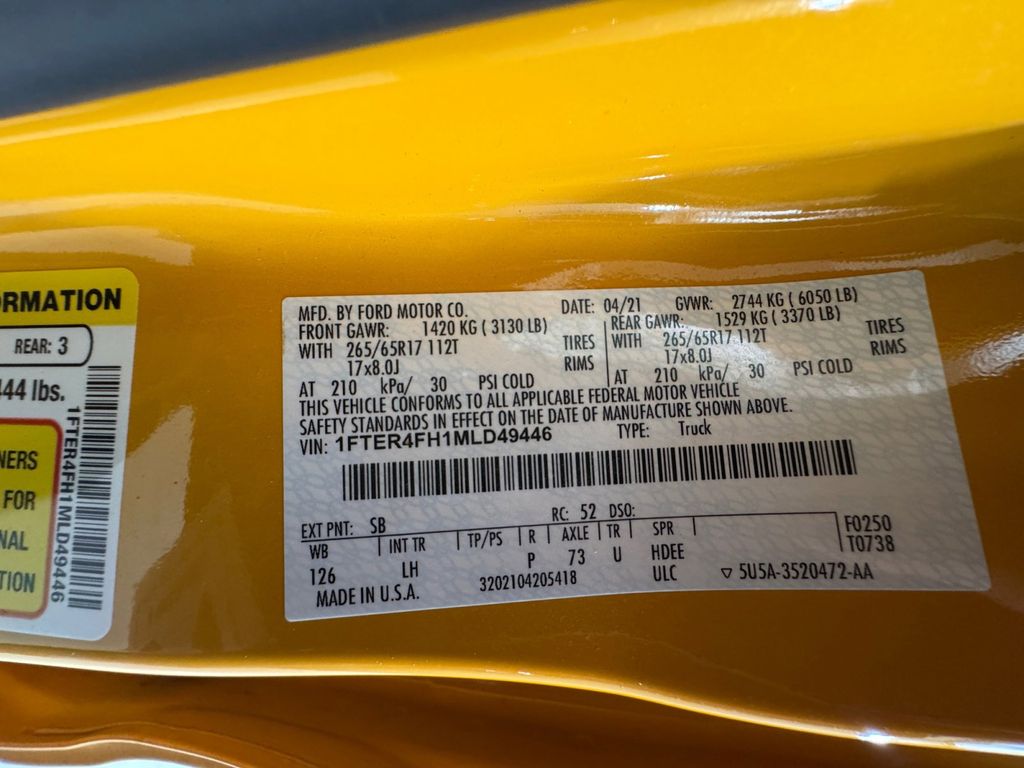 RMATION
REAR: 3
444 lbs.
NERS
FOR
NAL
TION
1FTER4FH1MLD49446
MFD. BY FORD MOTOR CO. DATE: 04/21 GVWR: 2744 KG ( 6050 LB)
FRONT GAWR: 1420 KG ( 3130 LB) REAR GAWR: 1529 KG ( 3370 LB)
WITH 265/65R17 112T TIRES WITH 265/65R17 112T TIRES
17x8.0J RIMS 17x8.0J RIMS
AT 210 kPa/ 30 PSI COLD AT 210 kPa/ 30 PSI COLD
THIS VEHICLE CONFORMS TO ALL APPLICABLE FEDERAL MOTOR VEHICLE
SAFETY STANDARDS IN EFFECT ON THE DATE OF MANUFACTURE SHOWN ABOVE.
VIN: 1FTER4FH1MLD49446 TYPE: Truck
EXT PNT: SB RC: 52 DSO:
WB INT TR TP/PS R AXLE TR SPR F0250
126 LH P 73 U HDEE T0738
MADE IN U.S.A. 3202104205418 ULC ▽ 5U5A-3520472-AA